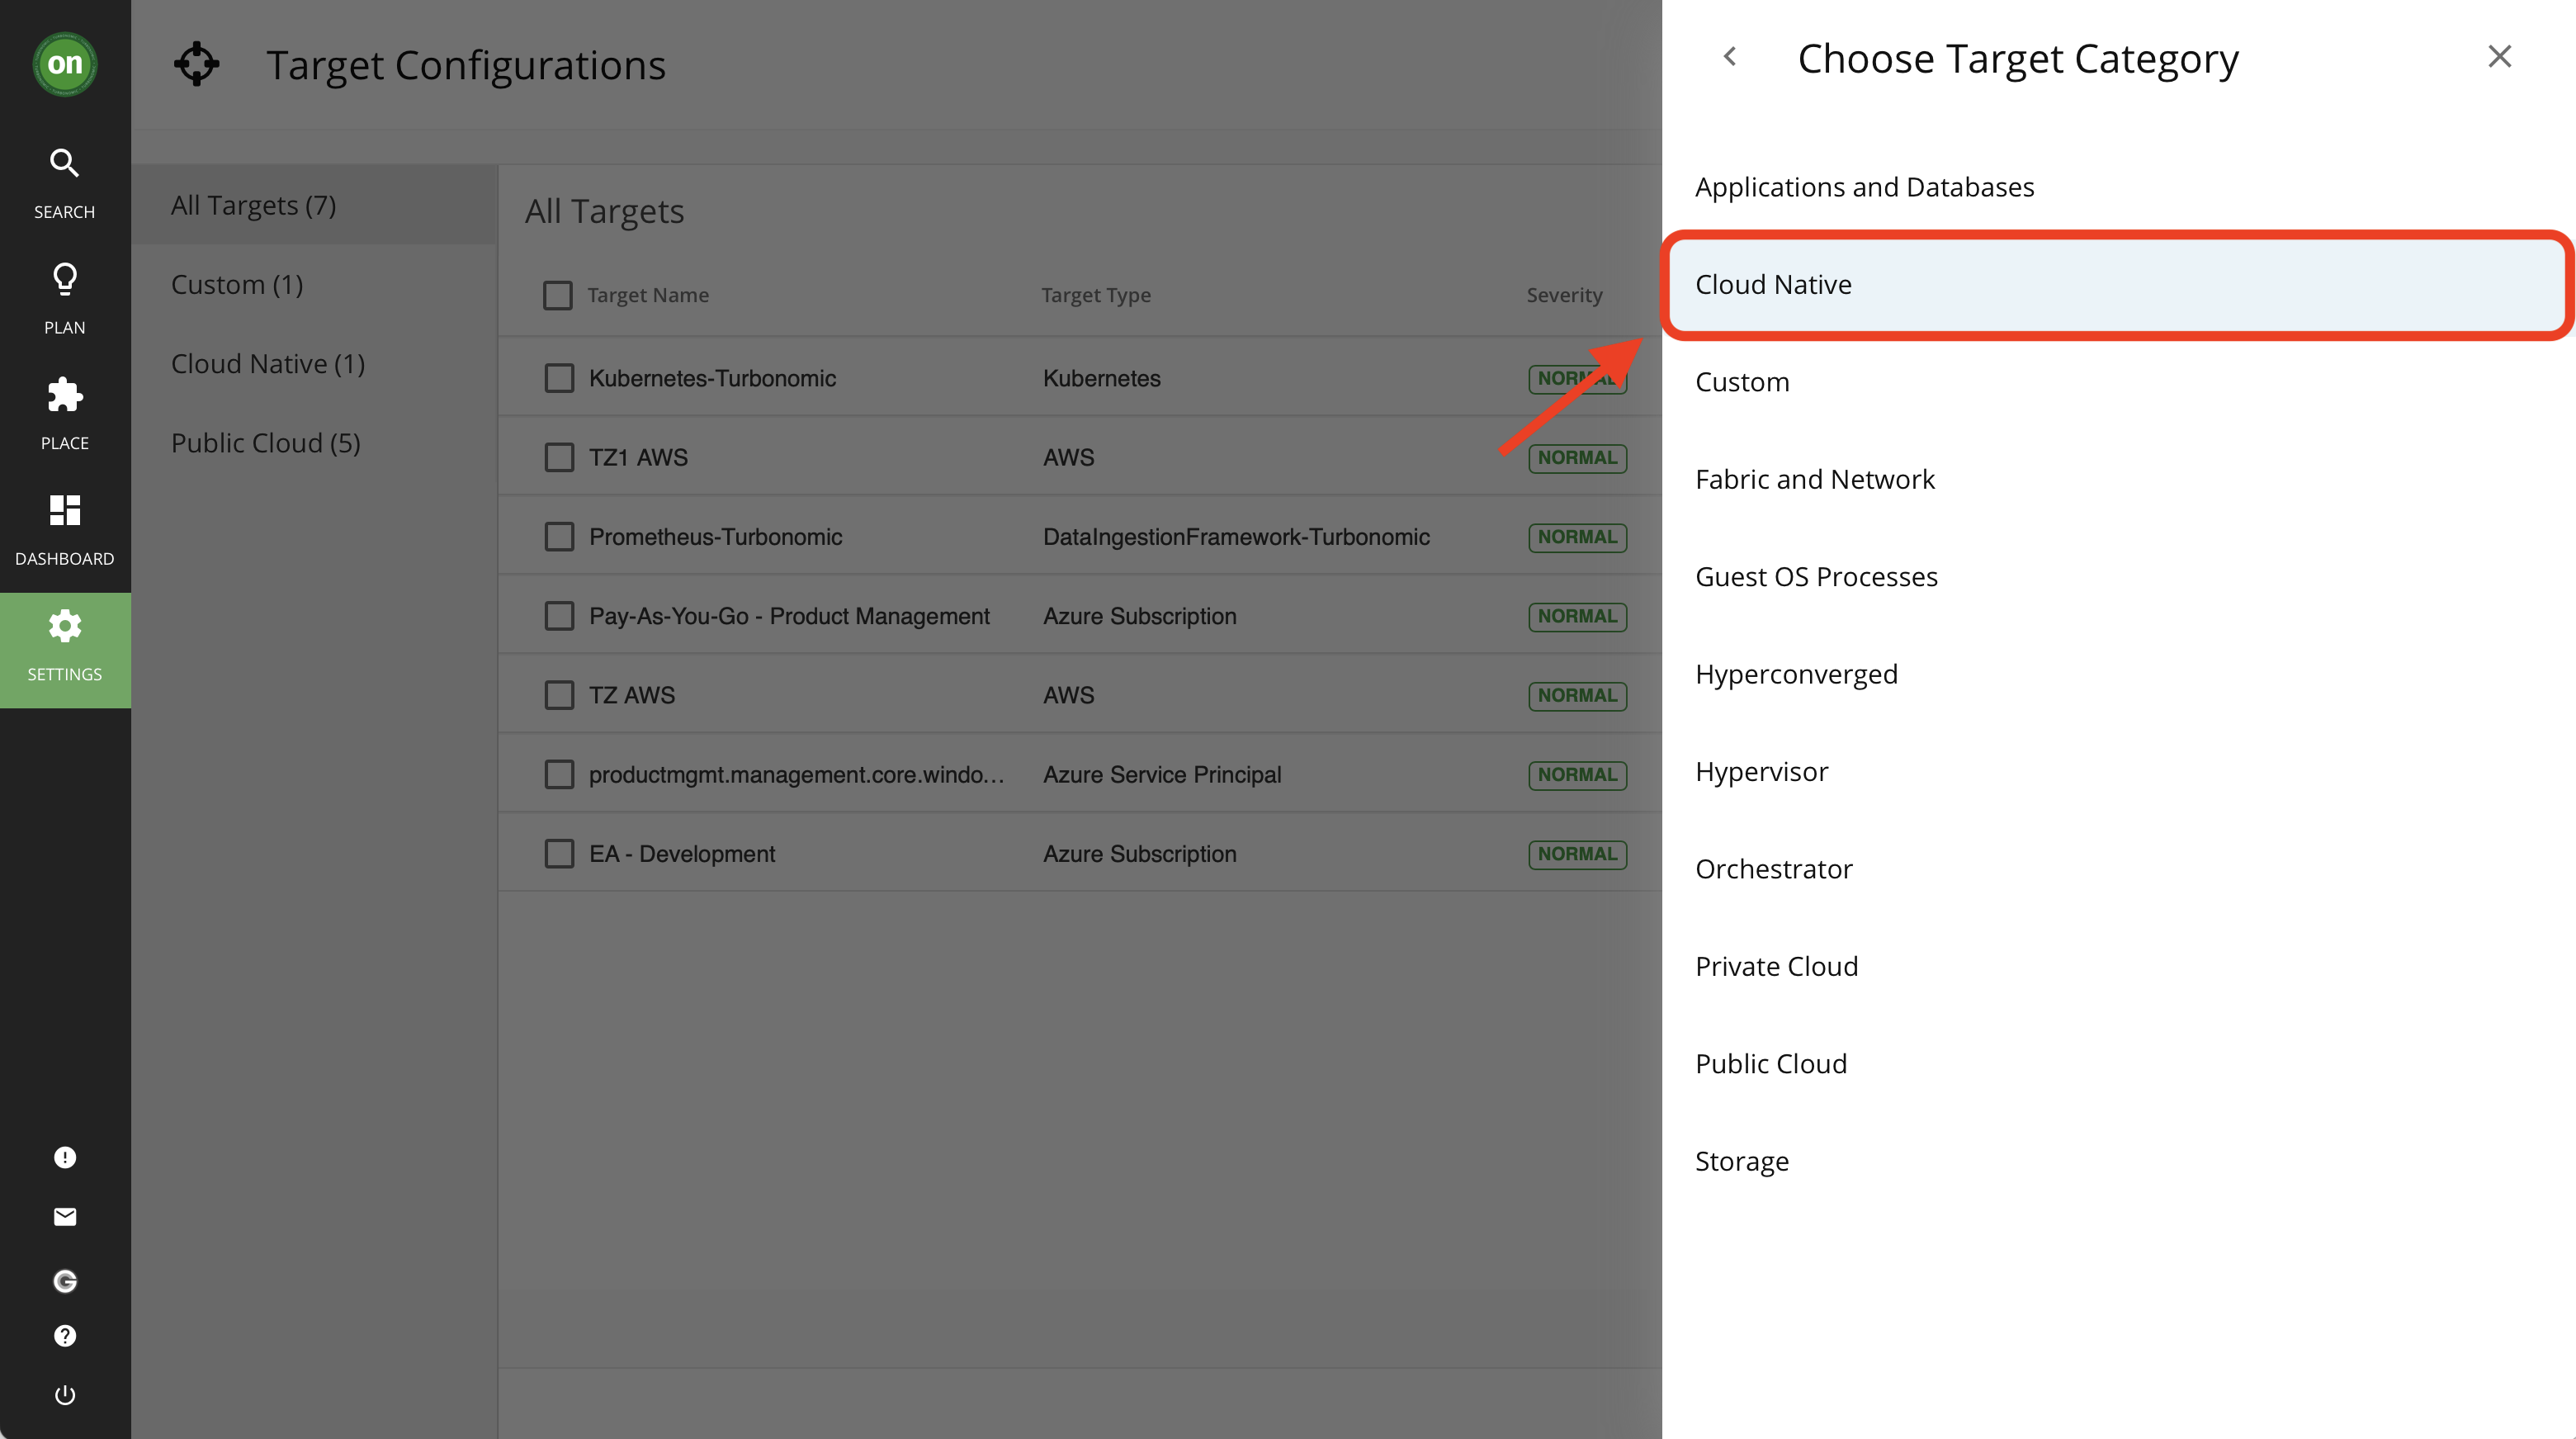 on
SEARCH
PLAN
PLACE
DASHBOARD
SETTINGS
Target Configurations
All Targets (7)
Custom (1)
Cloud Native (1)
Public Cloud (5)
All Targets
Target Name Target Type Severity
Kubernetes-Turbonomic Kubernetes NORMAL
TZ1 AWS AWS NORMAL
Prometheus-Turbonomic DataIngestionFramework-Turbonomic NORMAL
Pay-As-You-Go - Product Management Azure Subscription NORMAL
TZ AWS AWS NORMAL
productmgmt.management.core.windo... Azure Service Principal NORMAL
EA - Development Azure Subscription NORMAL
Choose Target Category
Applications and Databases
Cloud Native
Custom
Fabric and Network
Guest OS Processes
Hyperconverged
Hypervisor
Orchestrator
Private Cloud
Public Cloud
Storage